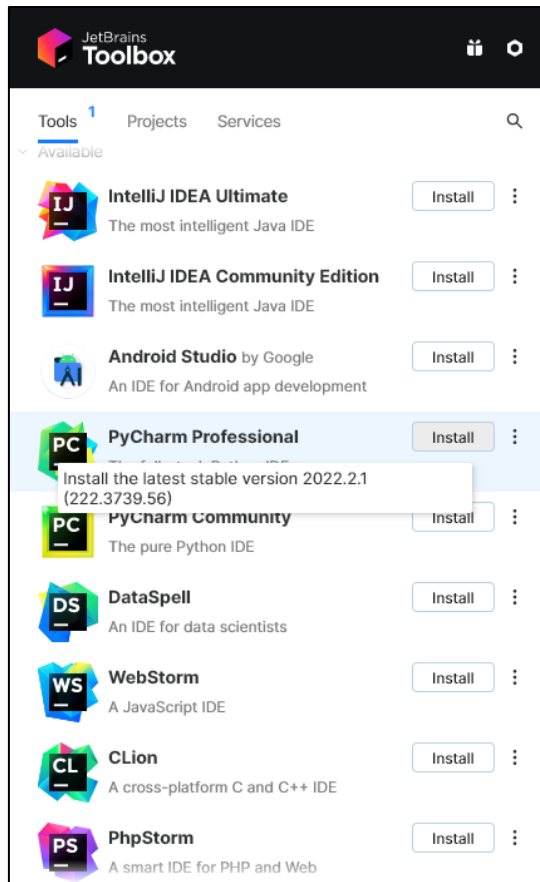 JetBrains
Toolbox
Tools 1 Projects Services
Available
IJ IntelliJ IDEA Ultimate Install
The most intelligent Java IDE
IJ IntelliJ IDEA Community Edition Install
The most intelligent Java IDE
Android Studio by Google Install
An IDE for Android app development
PC PyCharm Professional Install
Install the latest stable version 2022.2.1
(222.3739.56)
PC PyCharm Community Install
The pure Python IDE
DS DataSpell Install
An IDE for data scientists
WS WebStorm Install
A JavaScript IDE
CL CLion Install
A cross-platform C and C++ IDE
PS PhpStorm Install
A smart IDE for PHP and Web